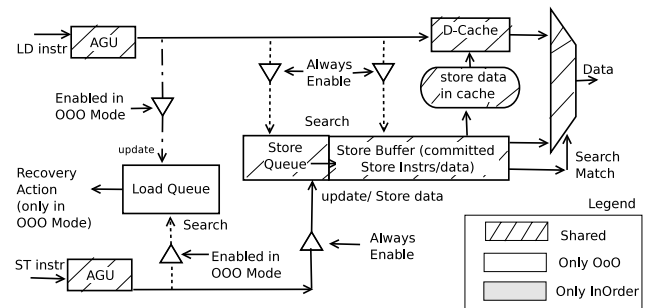 LD instr
AGU
D-Cache
Always
Enable
store data
in cache
Data
Enabled in
OOO Mode
Search
update
Store
Queue
Store Buffer (committed
Store Instrs/data)
Search
Match
Recovery
Action
(only in
OOO Mode)
Load Queue
update/ Store data
Search
Enabled in
OOO Mode
Always
Enable
ST instr
AGU
Legend
Shared
Only OoO
Only InOrder